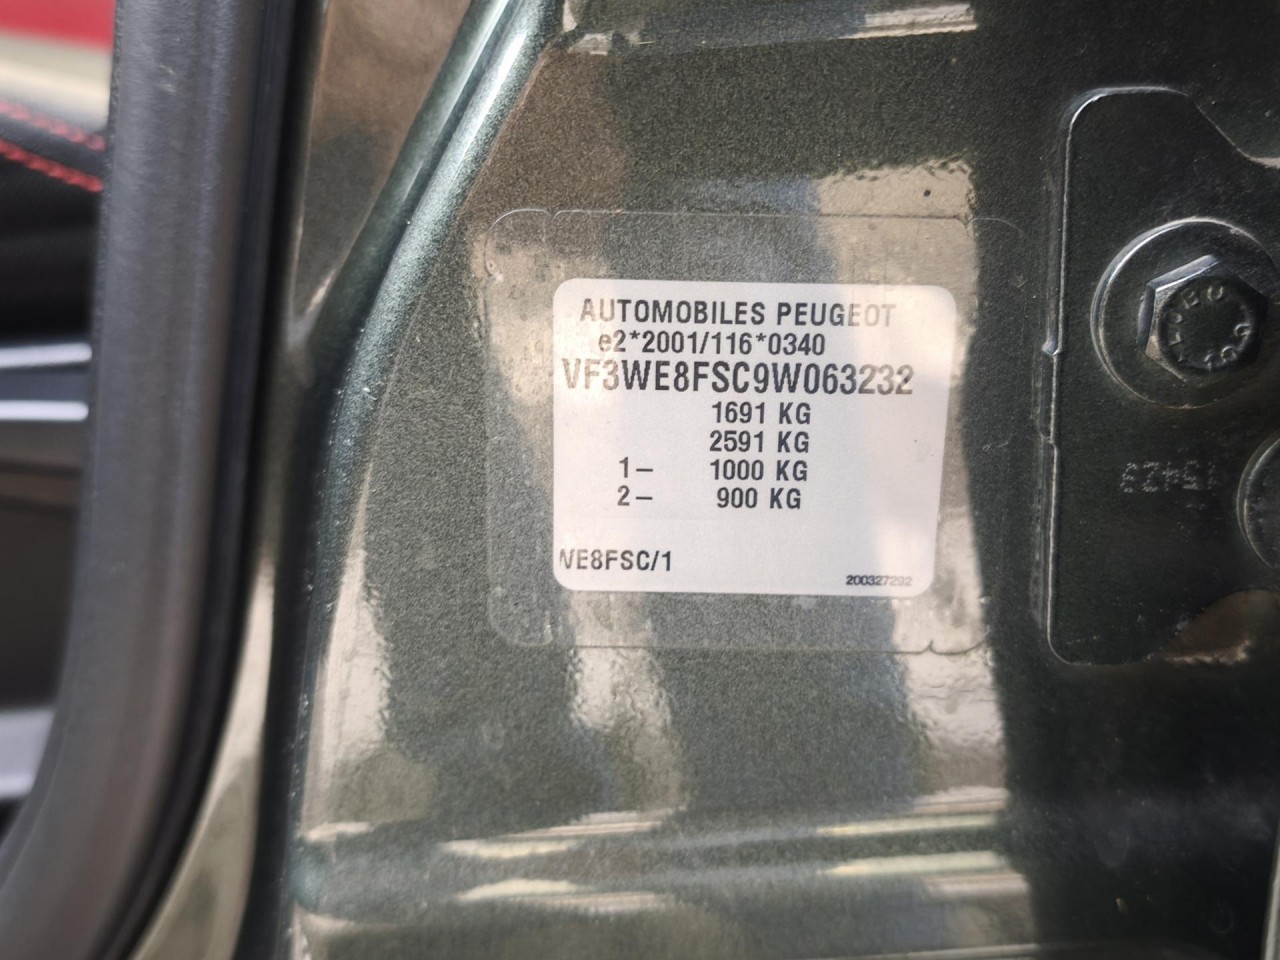 AUTOMOBILES PEUGEOT
e2*2001/116*0340
VF3WE8FSC9W063232
1691 KG
2591 KG
1– 1000 KG
2– 900 KG
WE8FSC/1
200327292
15423